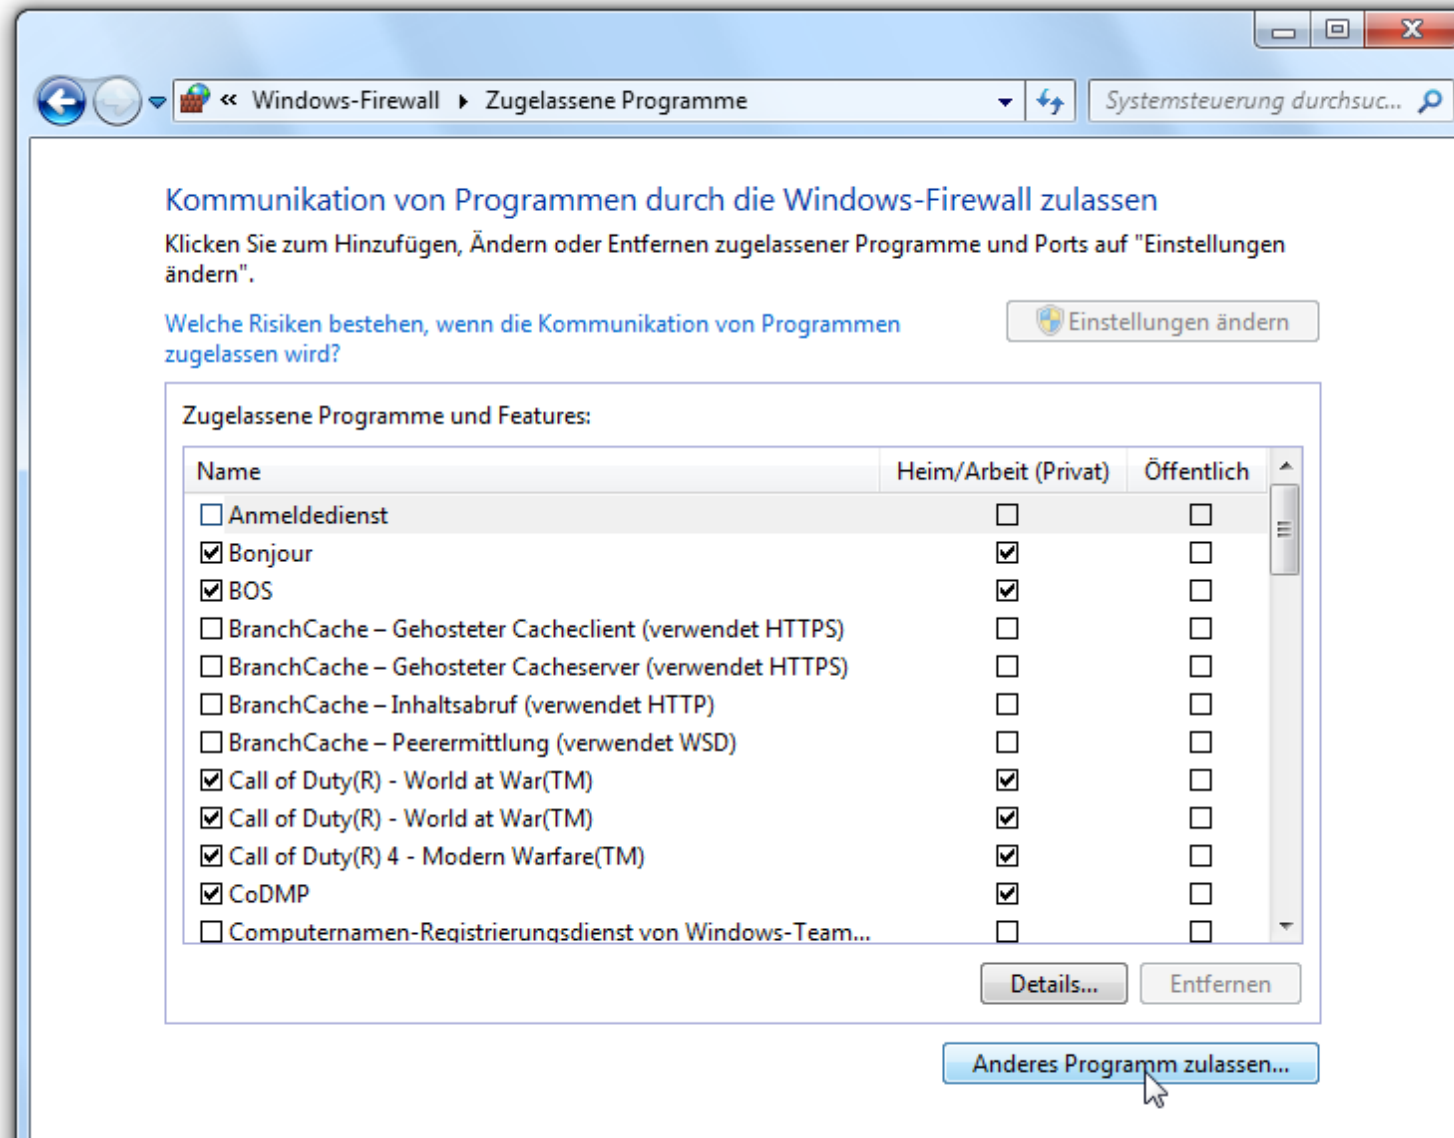 « Windows-Firewall Zugelassene Programme
Systemsteuerung durchsuc...
Kommunikation von Programmen durch die Windows-Firewall zulassen
Klicken Sie zum Hinzufügen, Ändern oder Entfernen zugelassener Programme und Ports auf "Einstellungen
ändern".
Welche Risiken bestehen, wenn die Kommunikation von Programmen
zugelassen wird?
Einstellungen ändern
Zugelassene Programme und Features:
Name Heim/Arbeit (Privat) Öffentlich
Anmeldedienst
Bonjour
BOS
BranchCache – Gehosteter Cacheclient (verwendet HTTPS)
BranchCache – Gehosteter Cacheserver (verwendet HTTPS)
BranchCache – Inhaltsabruf (verwendet HTTP)
BranchCache – Peerermittlung (verwendet WSD)
Call of Duty(R) - World at War(TM)
Call of Duty(R) - World at War(TM)
Call of Duty(R) 4 - Modern Warfare(TM)
CoDMP
Computernamen-Registrierungsdienst von Windows-Team...
Details... Entfernen
Anderes Programm zulassen...